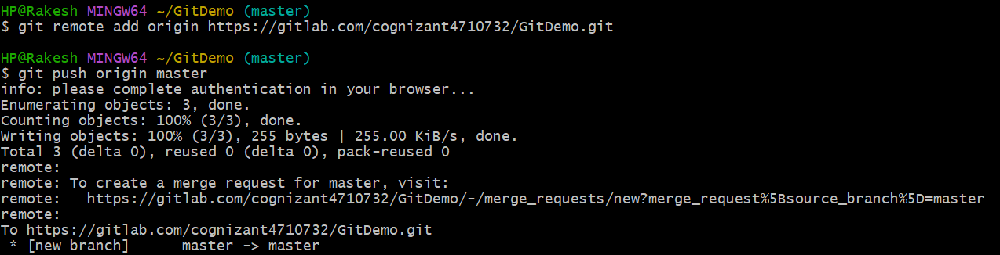 HP@Rakesh MINGW64 ~/GitDemo (master)
$ git remote add origin https://gitlab.com/cognizant4710732/GitDemo.git
HP@Rakesh MINGW64 ~/GitDemo (master)
$ git push origin master
info: please complete authentication in your browser...
Enumerating objects: 3, done.
Counting objects: 100% (3/3), done.
Writing objects: 100% (3/3), 255 bytes | 255.00 KiB/s, done.
Total 3 (delta 0), reused 0 (delta 0), pack-reused 0
remote:
remote: To create a merge request for master, visit:
remote:   https://gitlab.com/cognizant4710732/GitDemo/-/merge_requests/new?merge_request%5Bsource_branch%5D=master
remote:
To https://gitlab.com/cognizant4710732/GitDemo.git
 * [new branch]      master -> master